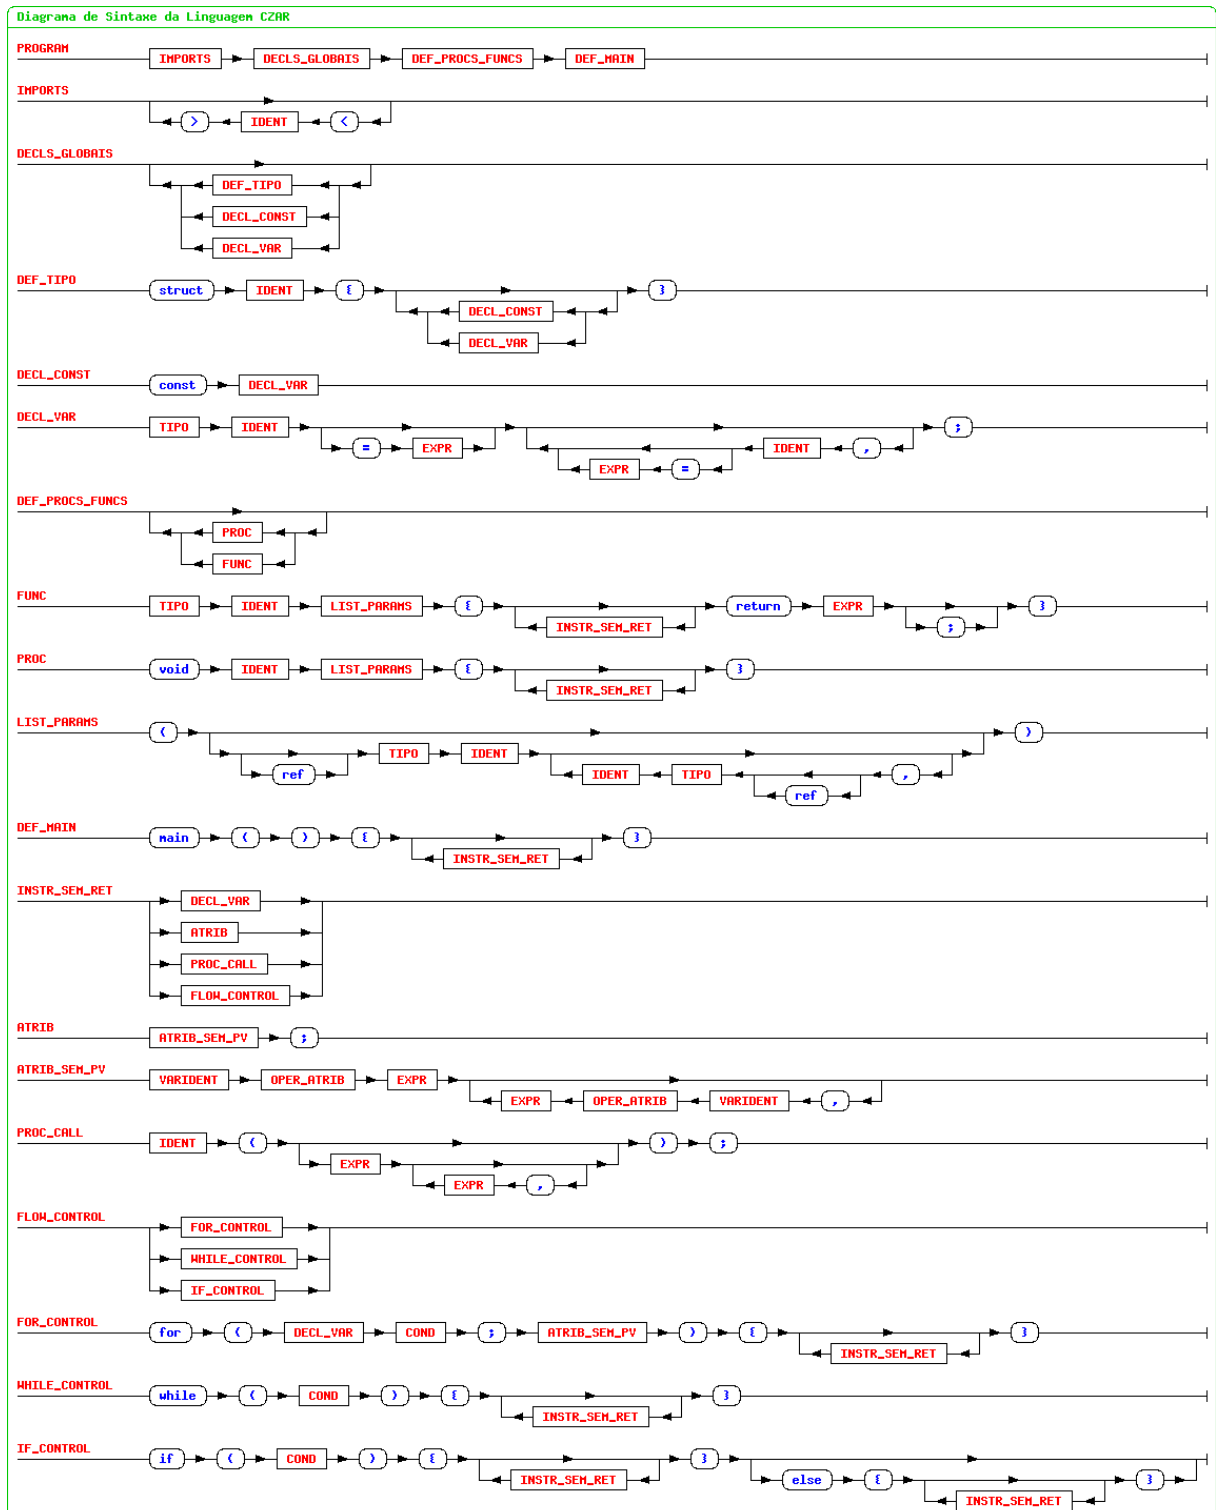 Diagrama de Sintaxe da Linguagem CZAR
PROGRAM
IMPORTS DECLS_GLOBAIS DEF_PROCS_FUNCS DEF_MAIN
IMPORTS
> IDENT <
DECLS_GLOBAIS
DEF_TIPO
DECL_CONST
DECL_VAR
DEF_TIPO
struct IDENT { }
DECL_CONST
DECL_VAR
DECL_CONST
const DECL_VAR
DECL_VAR
TIPO IDENT ;
= EXPR IDENT ,
EXPR =
DEF_PROCS_FUNCS
PROC
FUNC
FUNC
TIPO IDENT LIST_PARAMS { return EXPR }
INSTR_SEM_RET ;
PROC
void IDENT LIST_PARAMS { }
INSTR_SEM_RET
LIST_PARAMS
( )
TIPO IDENT
ref IDENT TIPO ,
ref
DEF_MAIN
main ( ) { }
INSTR_SEM_RET
INSTR_SEM_RET
DECL_VAR
ATRIB
PROC_CALL
FLOW_CONTROL
ATRIB
ATRIB_SEM_PV ;
ATRIB_SEM_PV
VARIDENT OPER_ATRIB EXPR
EXPR OPER_ATRIB VARIDENT ,
PROC_CALL
IDENT ( ) ;
EXPR
EXPR ,
FLOW_CONTROL
FOR_CONTROL
WHILE_CONTROL
IF_CONTROL
FOR_CONTROL
for ( DECL_VAR COND ; ATRIB_SEM_PV ) { }
INSTR_SEM_RET
WHILE_CONTROL
while ( COND ) { }
INSTR_SEM_RET
IF_CONTROL
if ( COND ) { }
INSTR_SEM_RET else { }
INSTR_SEM_RET